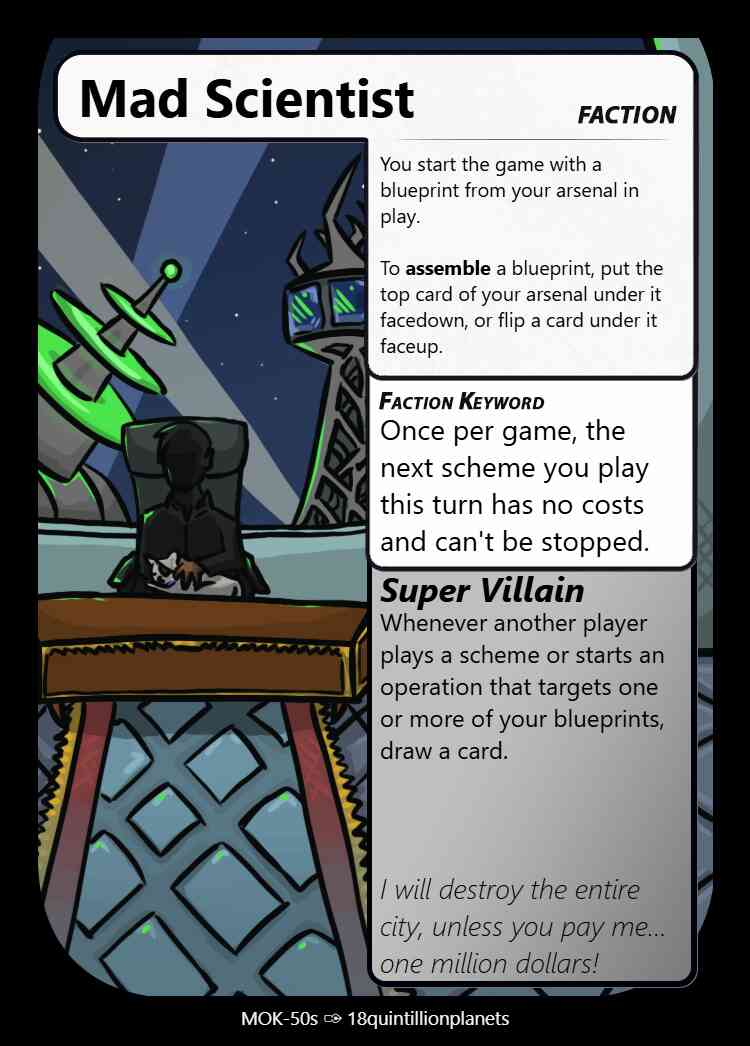 Mad Scientist
FACTION
You start the game with a
blueprint from your arsenal in
play.
To assemble a blueprint, put the
top card of your arsenal under it
facedown, or flip a card under it
faceup.
FACTION KEYWORD
Once per game, the
next scheme you play
this turn has no costs
and can't be stopped.
Super Villain
Whenever another player
plays a scheme or starts an
operation that targets one
or more of your blueprints,
draw a card.
I will destroy the entire
city, unless you pay me...
one million dollars!
MOK-50s ✑ 18quintillionplanets